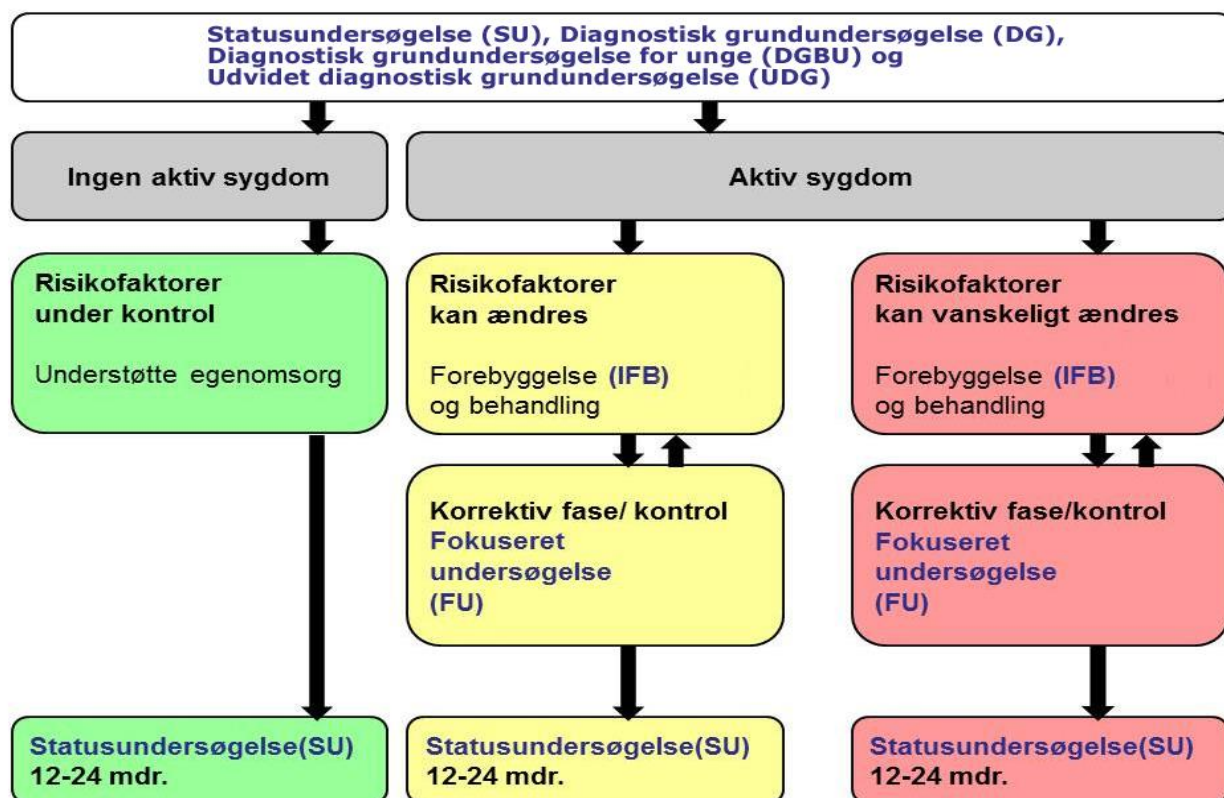 Statusundersøgelse (SU), Diagnostisk grundundersøgelse (DG),
Diagnostisk grundundersøgelse for unge (DGBU) og
Udvidet diagnostisk grundundersøgelse (UDG)
Ingen aktiv sygdom
Aktiv sygdom
Risikofaktorer
under kontrol
Understøtte egenomsorg
Risikofaktorer
kan ændres
Forebyggelse (IFB)
og behandling
Risikofaktorer
kan vanskeligt ændres
Forebyggelse (IFB)
og behandling
Korrektiv fase/ kontrol
Fokuseret
undersøgelse
(FU)
Korrektiv fase/kontrol
Fokuseret
undersøgelse
(FU)
Statusundersøgelse(SU)
12-24 mdr.
Statusundersøgelse(SU)
12-24 mdr.
Statusundersøgelse(SU)
12-24 mdr.